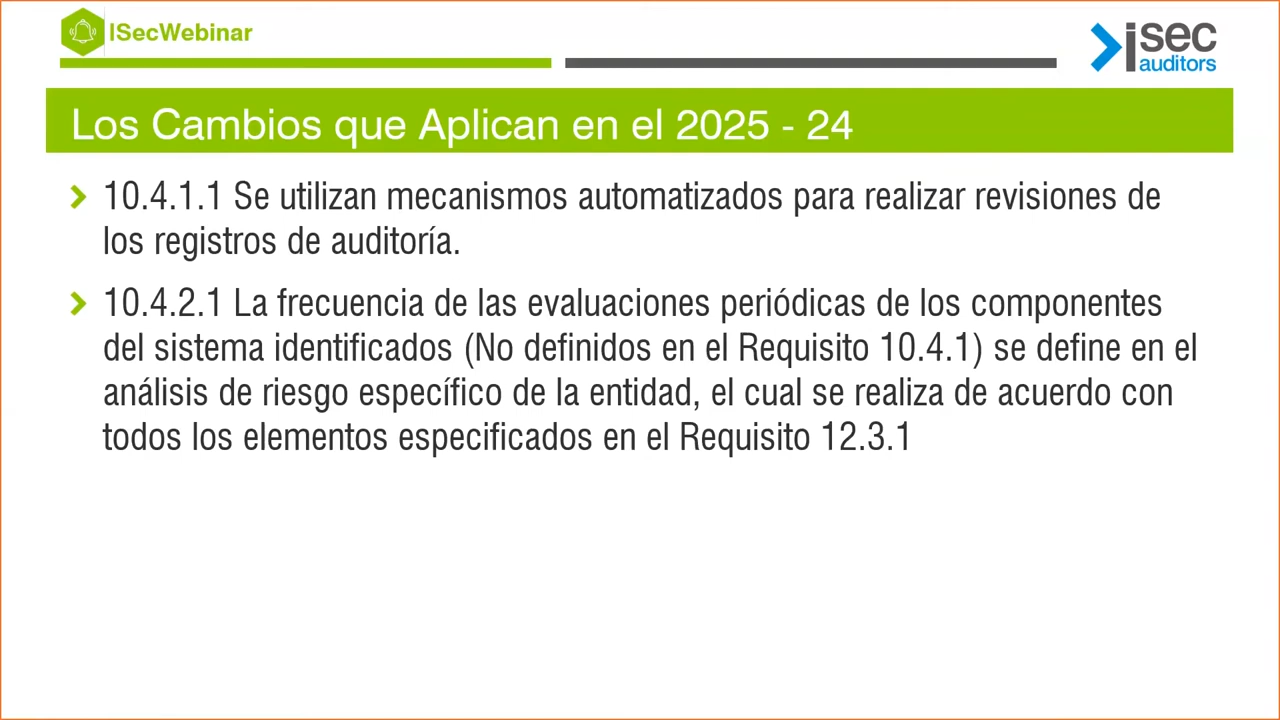 ISecWebinar
isec
auditors
Los Cambios que Aplican en el 2025 - 24
10.4.1.1 Se utilizan mecanismos automatizados para realizar revisiones de
los registros de auditoría.
10.4.2.1 La frecuencia de las evaluaciones periódicas de los componentes
del sistema identificados (No definidos en el Requisito 10.4.1) se define en el
análisis de riesgo específico de la entidad, el cual se realiza de acuerdo con
todos los elementos especificados en el Requisito 12.3.1